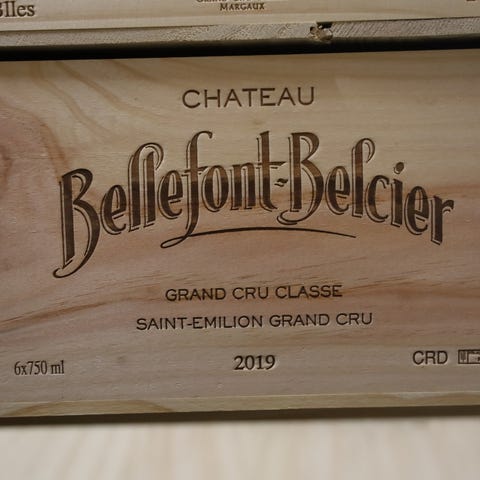 MARGAUX
CHATEAU
Bellefont-Belcier
GRAND CRU CLASSE
SAINT-EMILION GRAND CRU
6x750 ml
2019
CRD